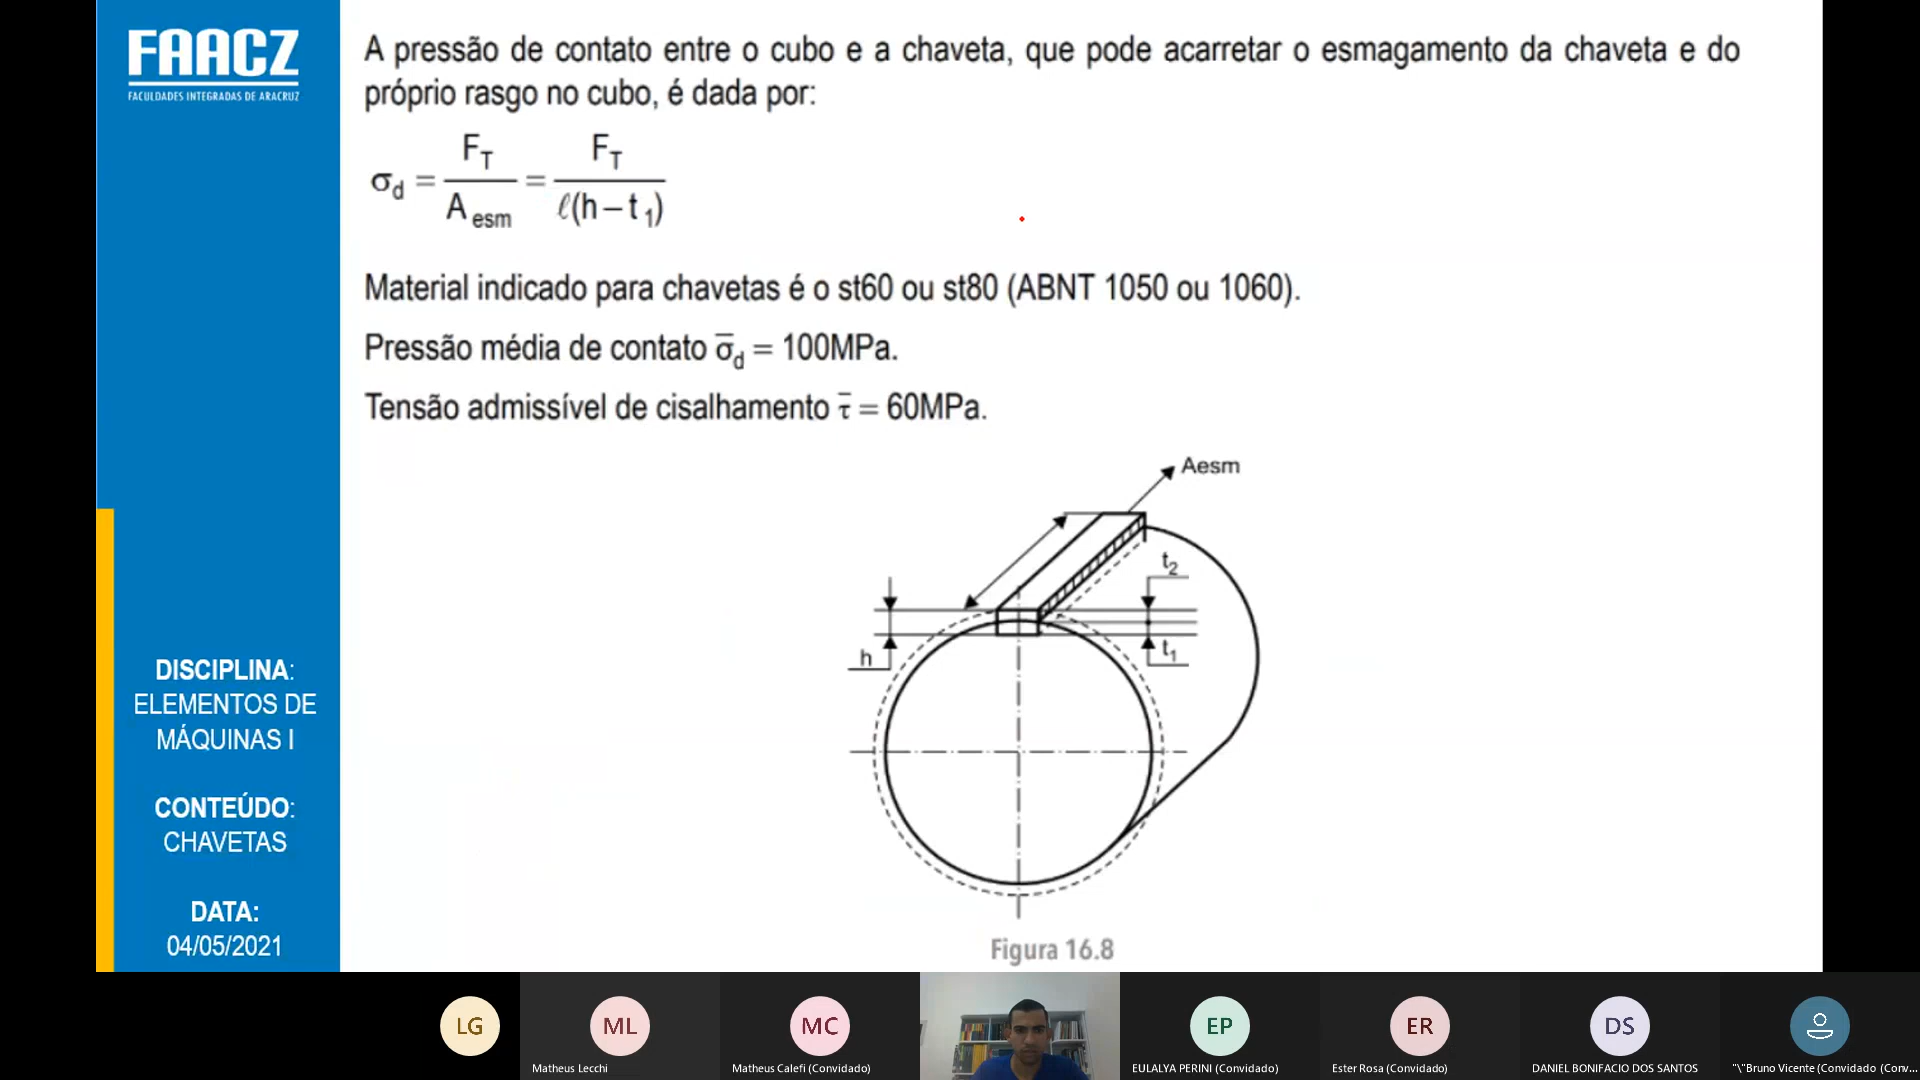 FAACZ
FACULDADES INTEGRADAS DE ARACRUZ
A pressão de contato entre o cubo e a chaveta, que pode acarretar o esmagamento da chaveta e do
próprio rasgo no cubo, é dada por:
σd = FT / Aesm = FT / ℓ(h – t1)
Material indicado para chavetas é o st60 ou st80 (ABNT 1050 ou 1060).
Pressão média de contato σ̄d = 100MPa.
Tensão admissível de cisalhamento τ̄ = 60MPa.
Aesm
t2
t1
h
Figura 16.8
DISCIPLINA:
ELEMENTOS DE
MÁQUINAS I
CONTEÚDO:
CHAVETAS
DATA:
04/05/2021
LG
ML
MC
EP
ER
DS
Matheus Lecchi
Matheus Calefi (Convidado)
EULALYA PERINI (Convidado)
Ester Rosa (Convidado)
DANIEL BONIFACIO DOS SANTOS
"\"Bruno Vicente (Convidado (Conv...